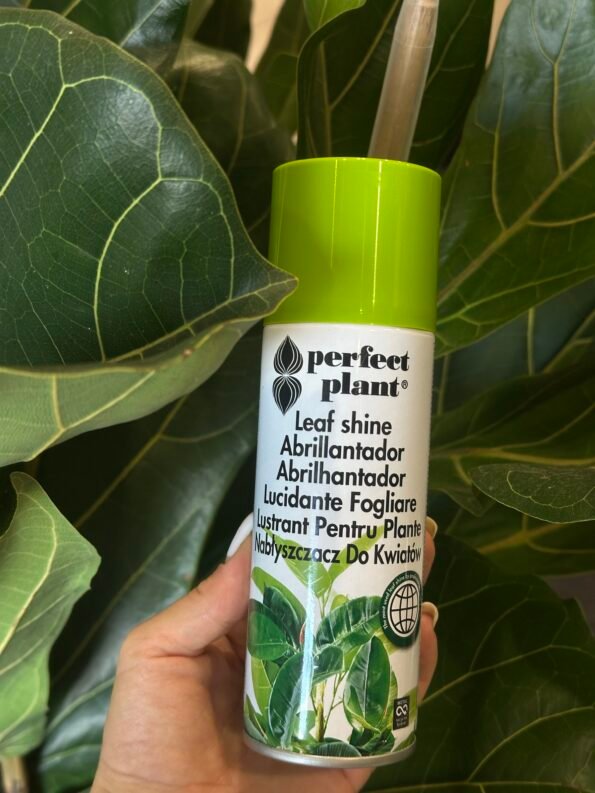 perfect
plant®
Leaf shine
Abrillantador
Abrilhantador
Lucidante Fogliare
Lustrant Pentru Plante
Nabłyszczacz Do Kwiatów